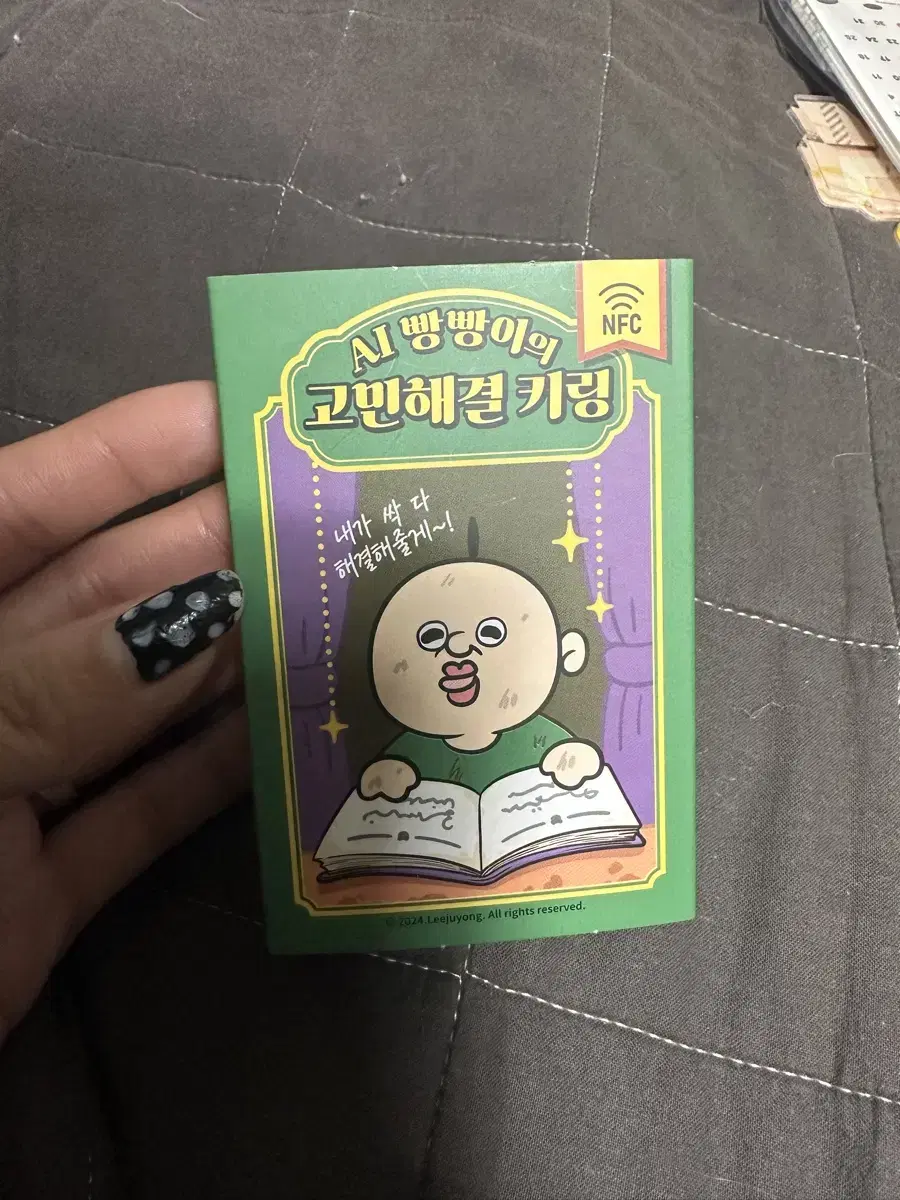 NFC
AI 빵빵이의
고민해결 키링
내가 싹 다
해결해줄게~!
© 2024 Leejuyong. All rights reserved.